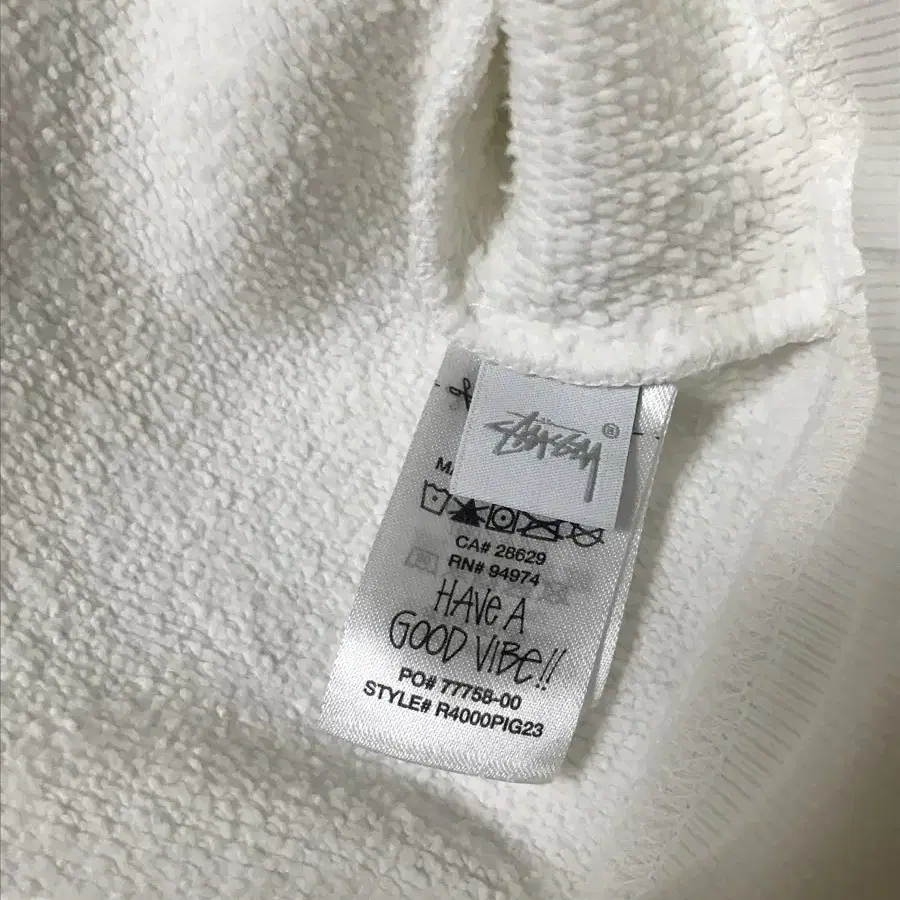 STÜSSY®
CA# 28629
RN# 94974
HAVE A
GOOD VIBE!!
PO# 77758-00
STYLE# R4000PIG23